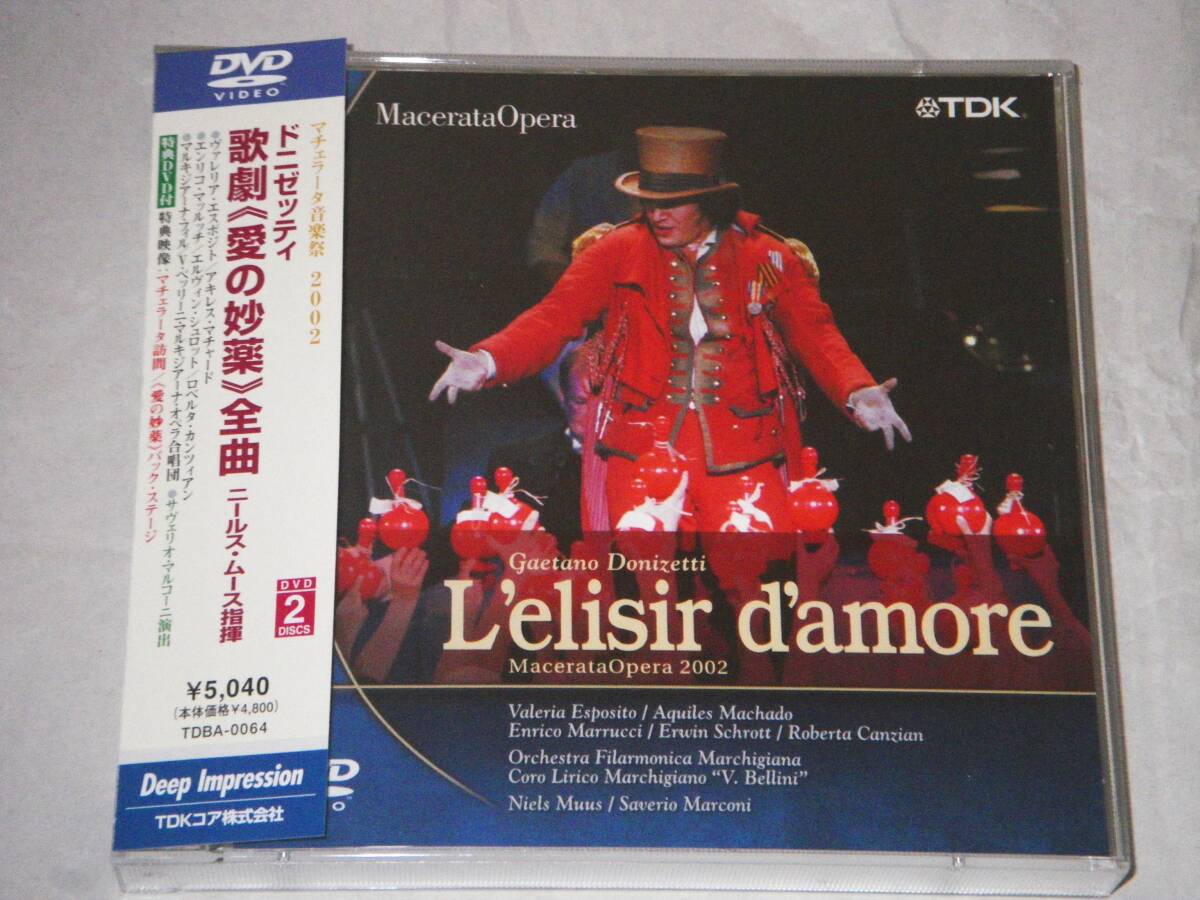 DVD
VIDEO
マチェラータ音楽祭 2002
ドニゼッティ
歌劇《愛の妙薬》全曲 ニールス・ムース指揮
※ヴァレリア・エスポジト/アキレス・マチャード
※エンリコ・マッルッチ/エルヴィン・シュロット/ロベルタ・カンツィアン
※マルキジアーナ・フィル/V・ベッリーニ・マルキジアーナ・オペラ合唱団 ※サヴェリオ・マルコーニ演出
特典DVD付 特典映像:マチェラータ訪問/《愛の妙薬》バック・ステージ
DVD
2
DISCS
¥5,040
(本体価格¥4,800)
TDBA-0064
Deep Impression
TDKコア株式会社
MacerataOpera
TDK
Gaetano Donizetti
L'elisir d'amore
MacerataOpera 2002
Valeria Esposito / Aquiles Machado
Enrico Marrucci / Erwin Schrott / Roberta Canzian
Orchestra Filarmonica Marchigiana
Coro Lirico Marchigiano "V. Bellini"
Niels Muus / Saverio Marconi